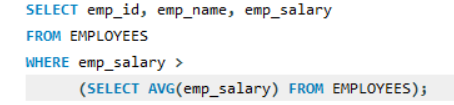 SELECT emp_id, emp_name, emp_salary
FROM EMPLOYEES
WHERE emp_salary >
(SELECT AVG(emp_salary) FROM EMPLOYEES);